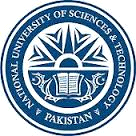 NATIONAL UNIVERSITY OF SCIENCES & TECHNOLOGY
PAKISTAN